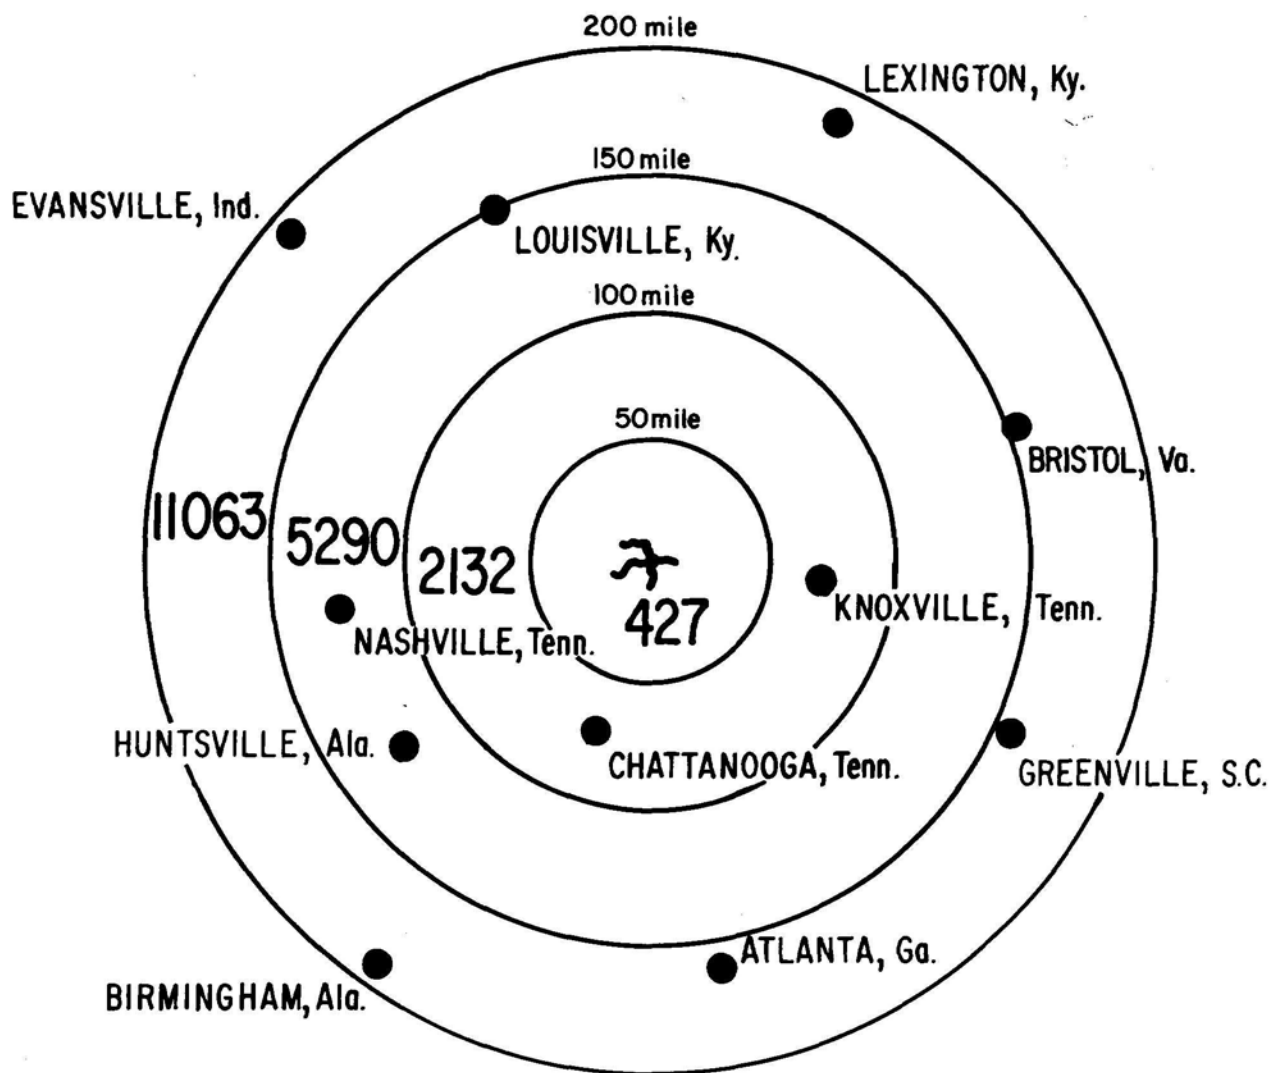 200 mile
LEXINGTON, Ky.
150 mile
EVANSVILLE, Ind.
LOUISVILLE, Ky.
100 mile
50 mile
BRISTOL, Va.
11063
5290
2132
427
KNOXVILLE, Tenn.
NASHVILLE, Tenn.
HUNTSVILLE, Ala.
CHATTANOOGA, Tenn.
GREENVILLE, S.C.
ATLANTA, Ga.
BIRMINGHAM, Ala.